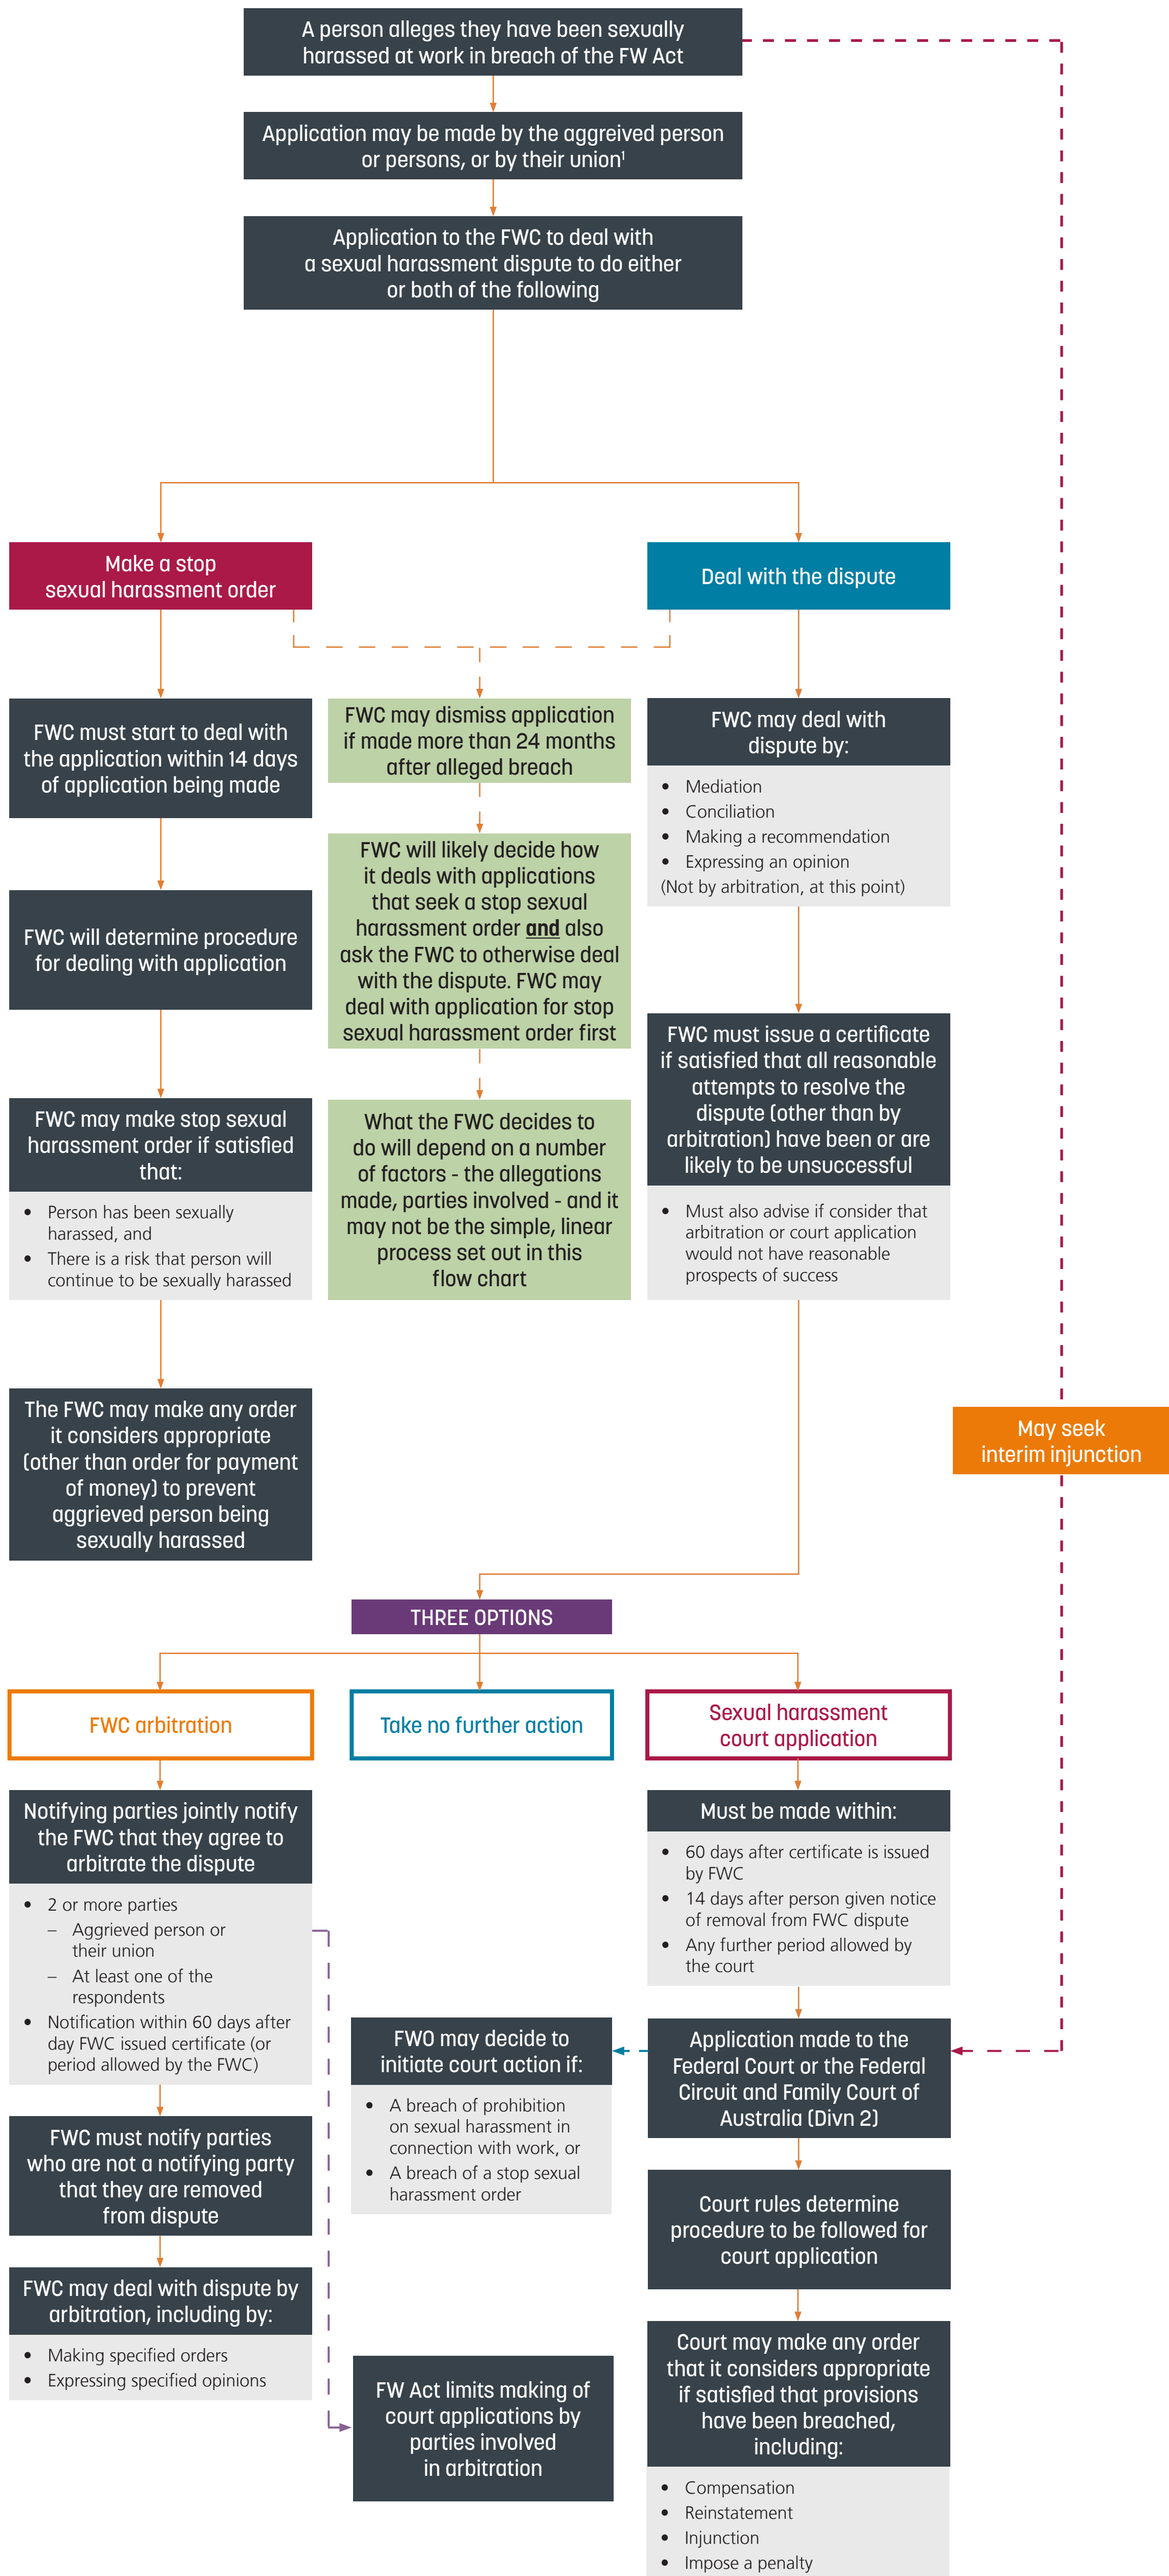 A person alleges they have been sexually
harassed at work in breach of the FW Act
Application may be made by the aggreived person
or persons, or by their union¹
Application to the FWC to deal with
a sexual harassment dispute to do either
or both of the following
Make a stop
sexual harassment order
Deal with the dispute
FWC must start to deal with
the application within 14 days
of application being made
FWC may dismiss application
if made more than 24 months
after alleged breach
FWC may deal with
dispute by:
• Mediation
• Conciliation
• Making a recommendation
• Expressing an opinion
(Not by arbitration, at this point)
FWC will determine procedure
for dealing with application
FWC will likely decide how
it deals with applications
that seek a stop sexual
harassment order and also
ask the FWC to otherwise deal
with the dispute. FWC may
deal with application for stop
sexual harassment order first
FWC must issue a certificate
if satisfied that all reasonable
attempts to resolve the
dispute (other than by
arbitration) have been or are
likely to be unsuccessful
• Must also advise if consider that
arbitration or court application
would not have reasonable
prospects of success
FWC may make stop sexual
harassment order if satisfied
that:
• Person has been sexually
harassed, and
• There is a risk that person will
continue to be sexually harassed
What the FWC decides to
do will depend on a number
of factors - the allegations
made, parties involved - and it
may not be the simple, linear
process set out in this
flow chart
The FWC may make any order
it considers appropriate
(other than order for payment
of money) to prevent
aggrieved person being
sexually harassed
May seek
interim injunction
THREE OPTIONS
FWC arbitration
Take no further action
Sexual harassment
court application
Notifying parties jointly notify
the FWC that they agree to
arbitrate the dispute
• 2 or more parties
– Aggrieved person or
their union
– At least one of the
respondents
• Notification within 60 days after
day FWC issued certificate (or
period allowed by the FWC)
Must be made within:
• 60 days after certificate is issued
by FWC
• 14 days after person given notice
of removal from FWC dispute
• Any further period allowed by
the court
FWO may decide to
initiate court action if:
• A breach of prohibition
on sexual harassment in
connection with work, or
• A breach of a stop sexual
harassment order
Application made to the
Federal Court or the Federal
Circuit and Family Court of
Australia (Divn 2)
FWC must notify parties
who are not a notifying party
that they are removed
from dispute
Court rules determine
procedure to be followed for
court application
FWC may deal with dispute by
arbitration, including by:
• Making specified orders
• Expressing specified opinions
FW Act limits making of
court applications by
parties involved
in arbitration
Court may make any order
that it considers appropriate
if satisfied that provisions
have been breached,
including:
• Compensation
• Reinstatement
• Injunction
• Impose a penalty